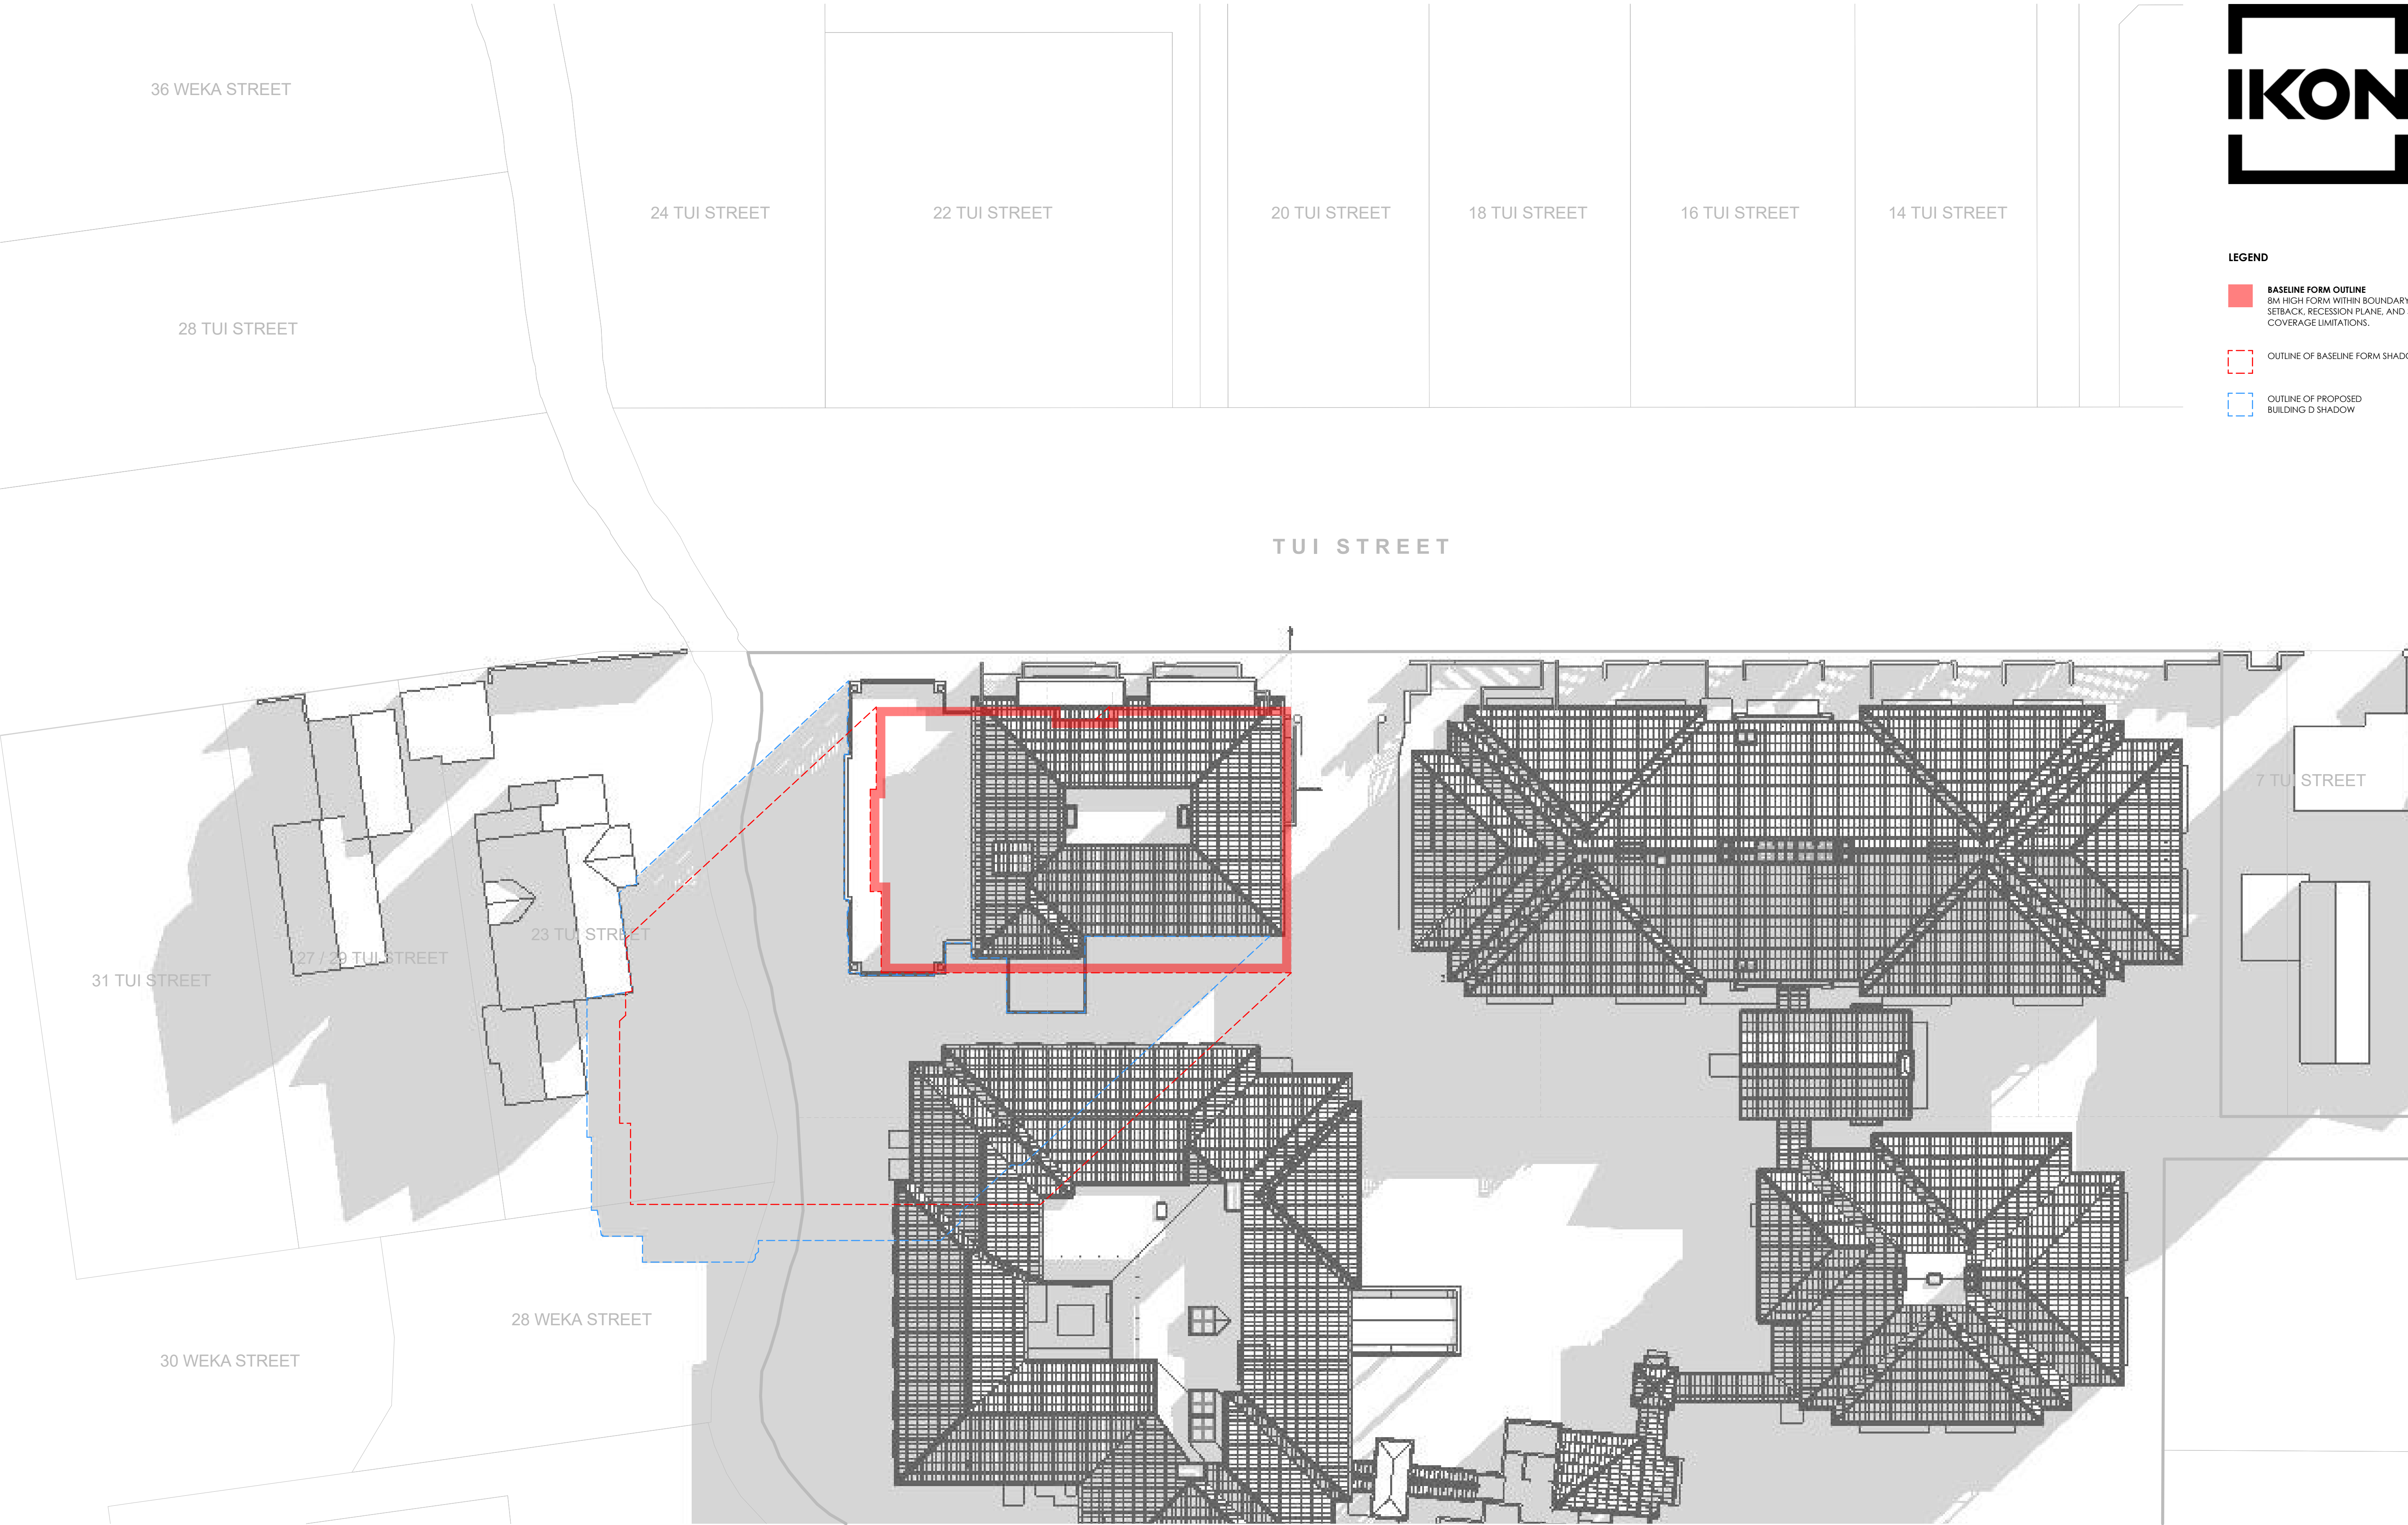 36 WEKA STREET
24 TUI STREET
22 TUI STREET
20 TUI STREET
18 TUI STREET
16 TUI STREET
14 TUI STREET
28 TUI STREET
IKON
LEGEND
BASELINE FORM OUTLINE
8M HIGH FORM WITHIN BOUNDARY
SETBACK, RECESSION PLANE, AND
COVERAGE LIMITATIONS.
OUTLINE OF BASELINE FORM
OUTLINE OF PROPOSED
BUILDING D SHADOW
TUI STREET
7 TUI STREET
23 TUI STREET
27 / 29 TUI STREET
31 TUI STREET
28 WEKA STREET
30 WEKA STREET